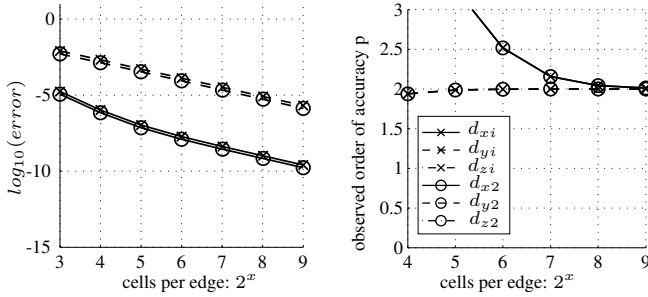 0
-5
-10
-15
log10(error)
3 4 5 6 7 8 9
cells per edge: 2^x
3
2.5
2
1.5
1
0.5
0
observed order of accuracy p
d_xi
d_yi
d_zi
d_x2
d_y2
d_z2
4 5 6 7 8 9
cells per edge: 2^x